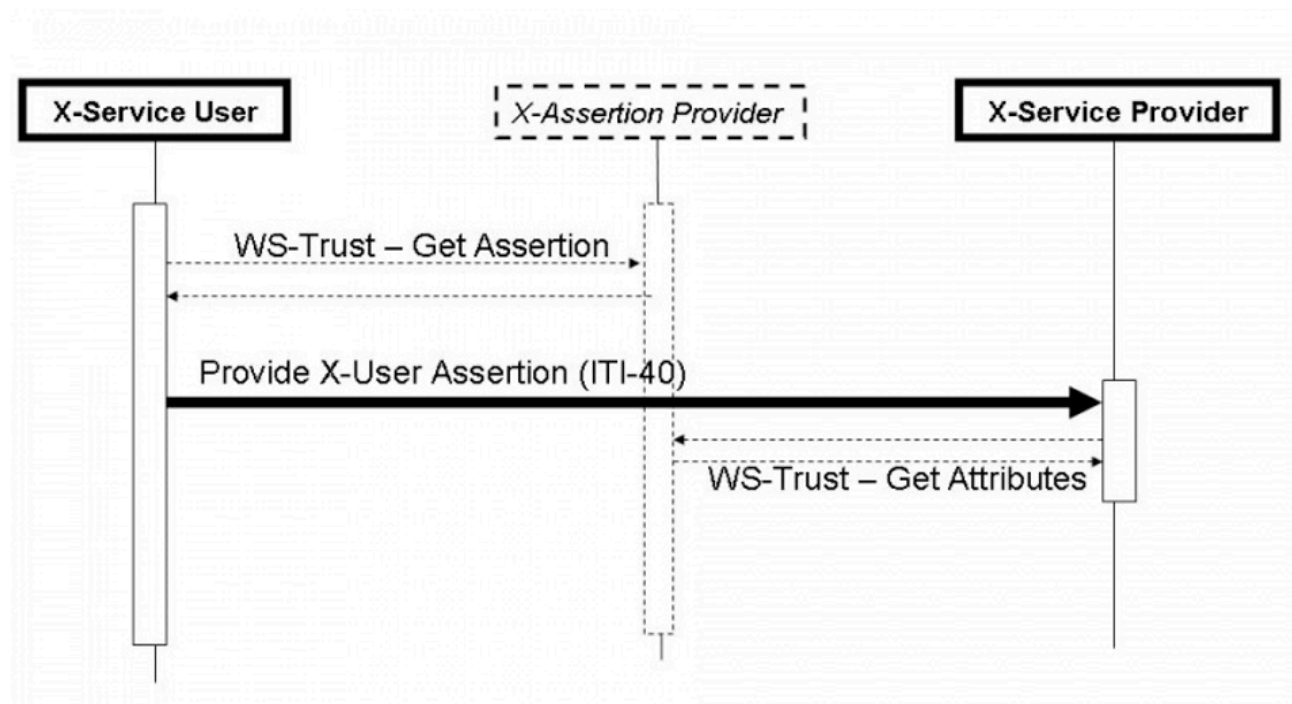 X-Service User
X-Assertion Provider
X-Service Provider
WS-Trust – Get Assertion
Provide X-User Assertion (ITI-40)
WS-Trust – Get Attributes